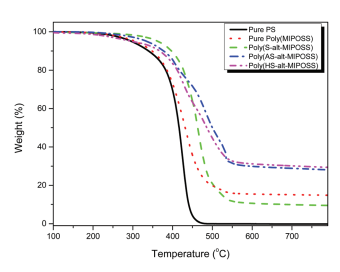 Pure PS
Pure Poly(MIPOSS)
Poly(S-alt-MIPOSS)
Poly(AS-alt-MIPOSS)
Poly(HS-alt-MIPOSS)
100
80
60
40
20
0
Weight (%)
100 200 300 400 500 600 700
Temperature (°C)